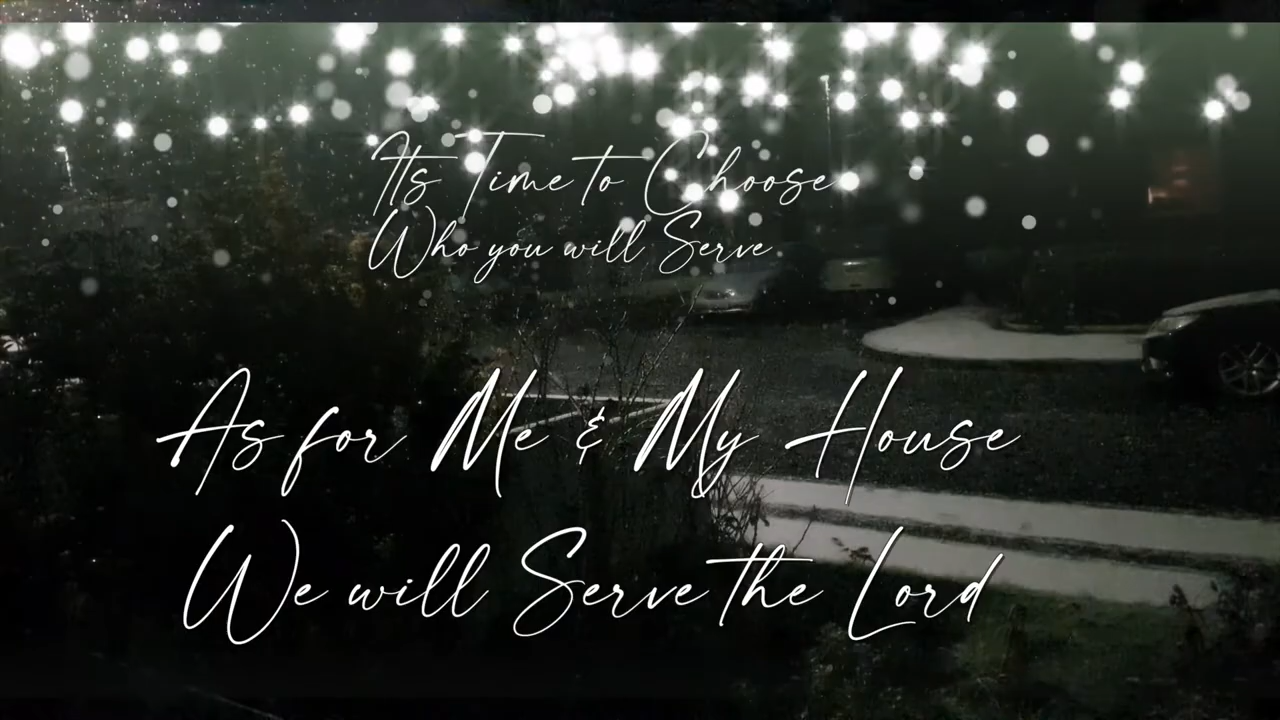 Its Time to Choose
Who you will Serve
As for Me & My House
We will Serve the Lord